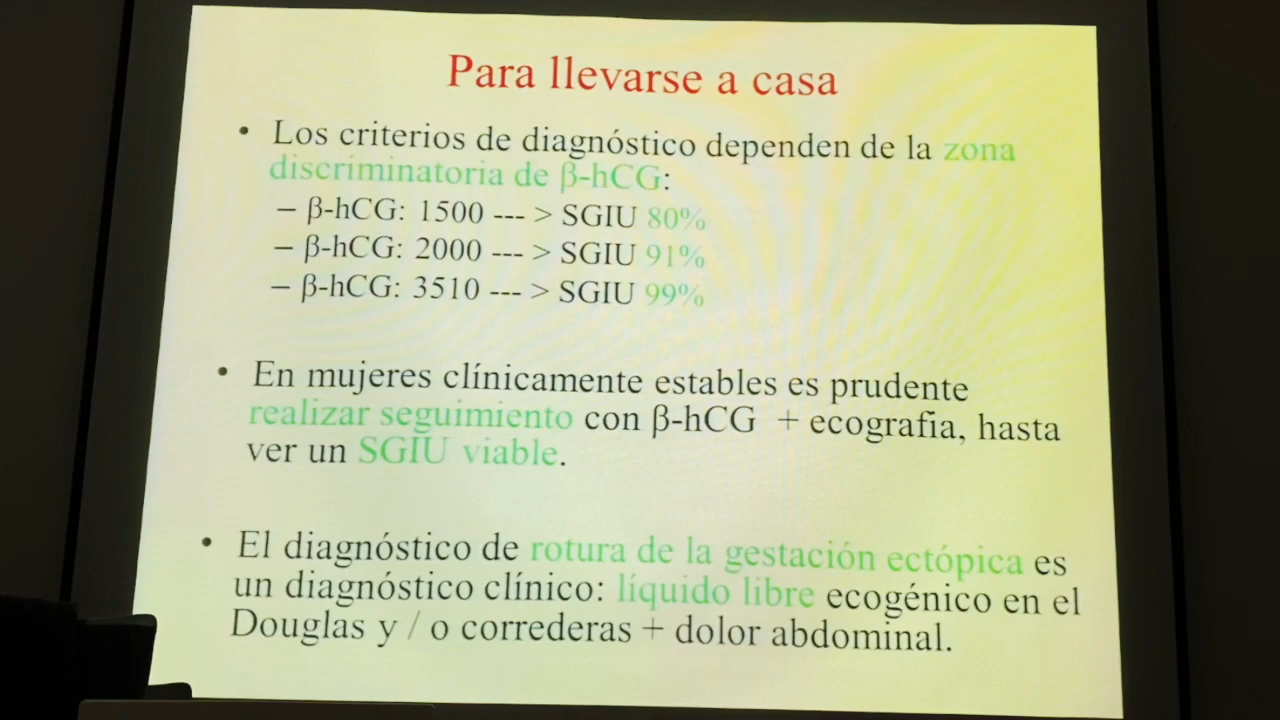 Para llevarse a casa
• Los criterios de diagnóstico dependen de la zona
discriminatoria de β-hCG:
– β-hCG: 1500 --- > SGIU 80%
– β-hCG: 2000 --- > SGIU 91%
– β-hCG: 3510 --- > SGIU 99%
• En mujeres clínicamente estables es prudente
realizar seguimiento con β-hCG + ecografia, hasta
ver un SGIU viable.
• El diagnóstico de rotura de la gestación ectópica es
un diagnóstico clínico: líquido libre ecogénico en el
Douglas y / o correderas + dolor abdominal.